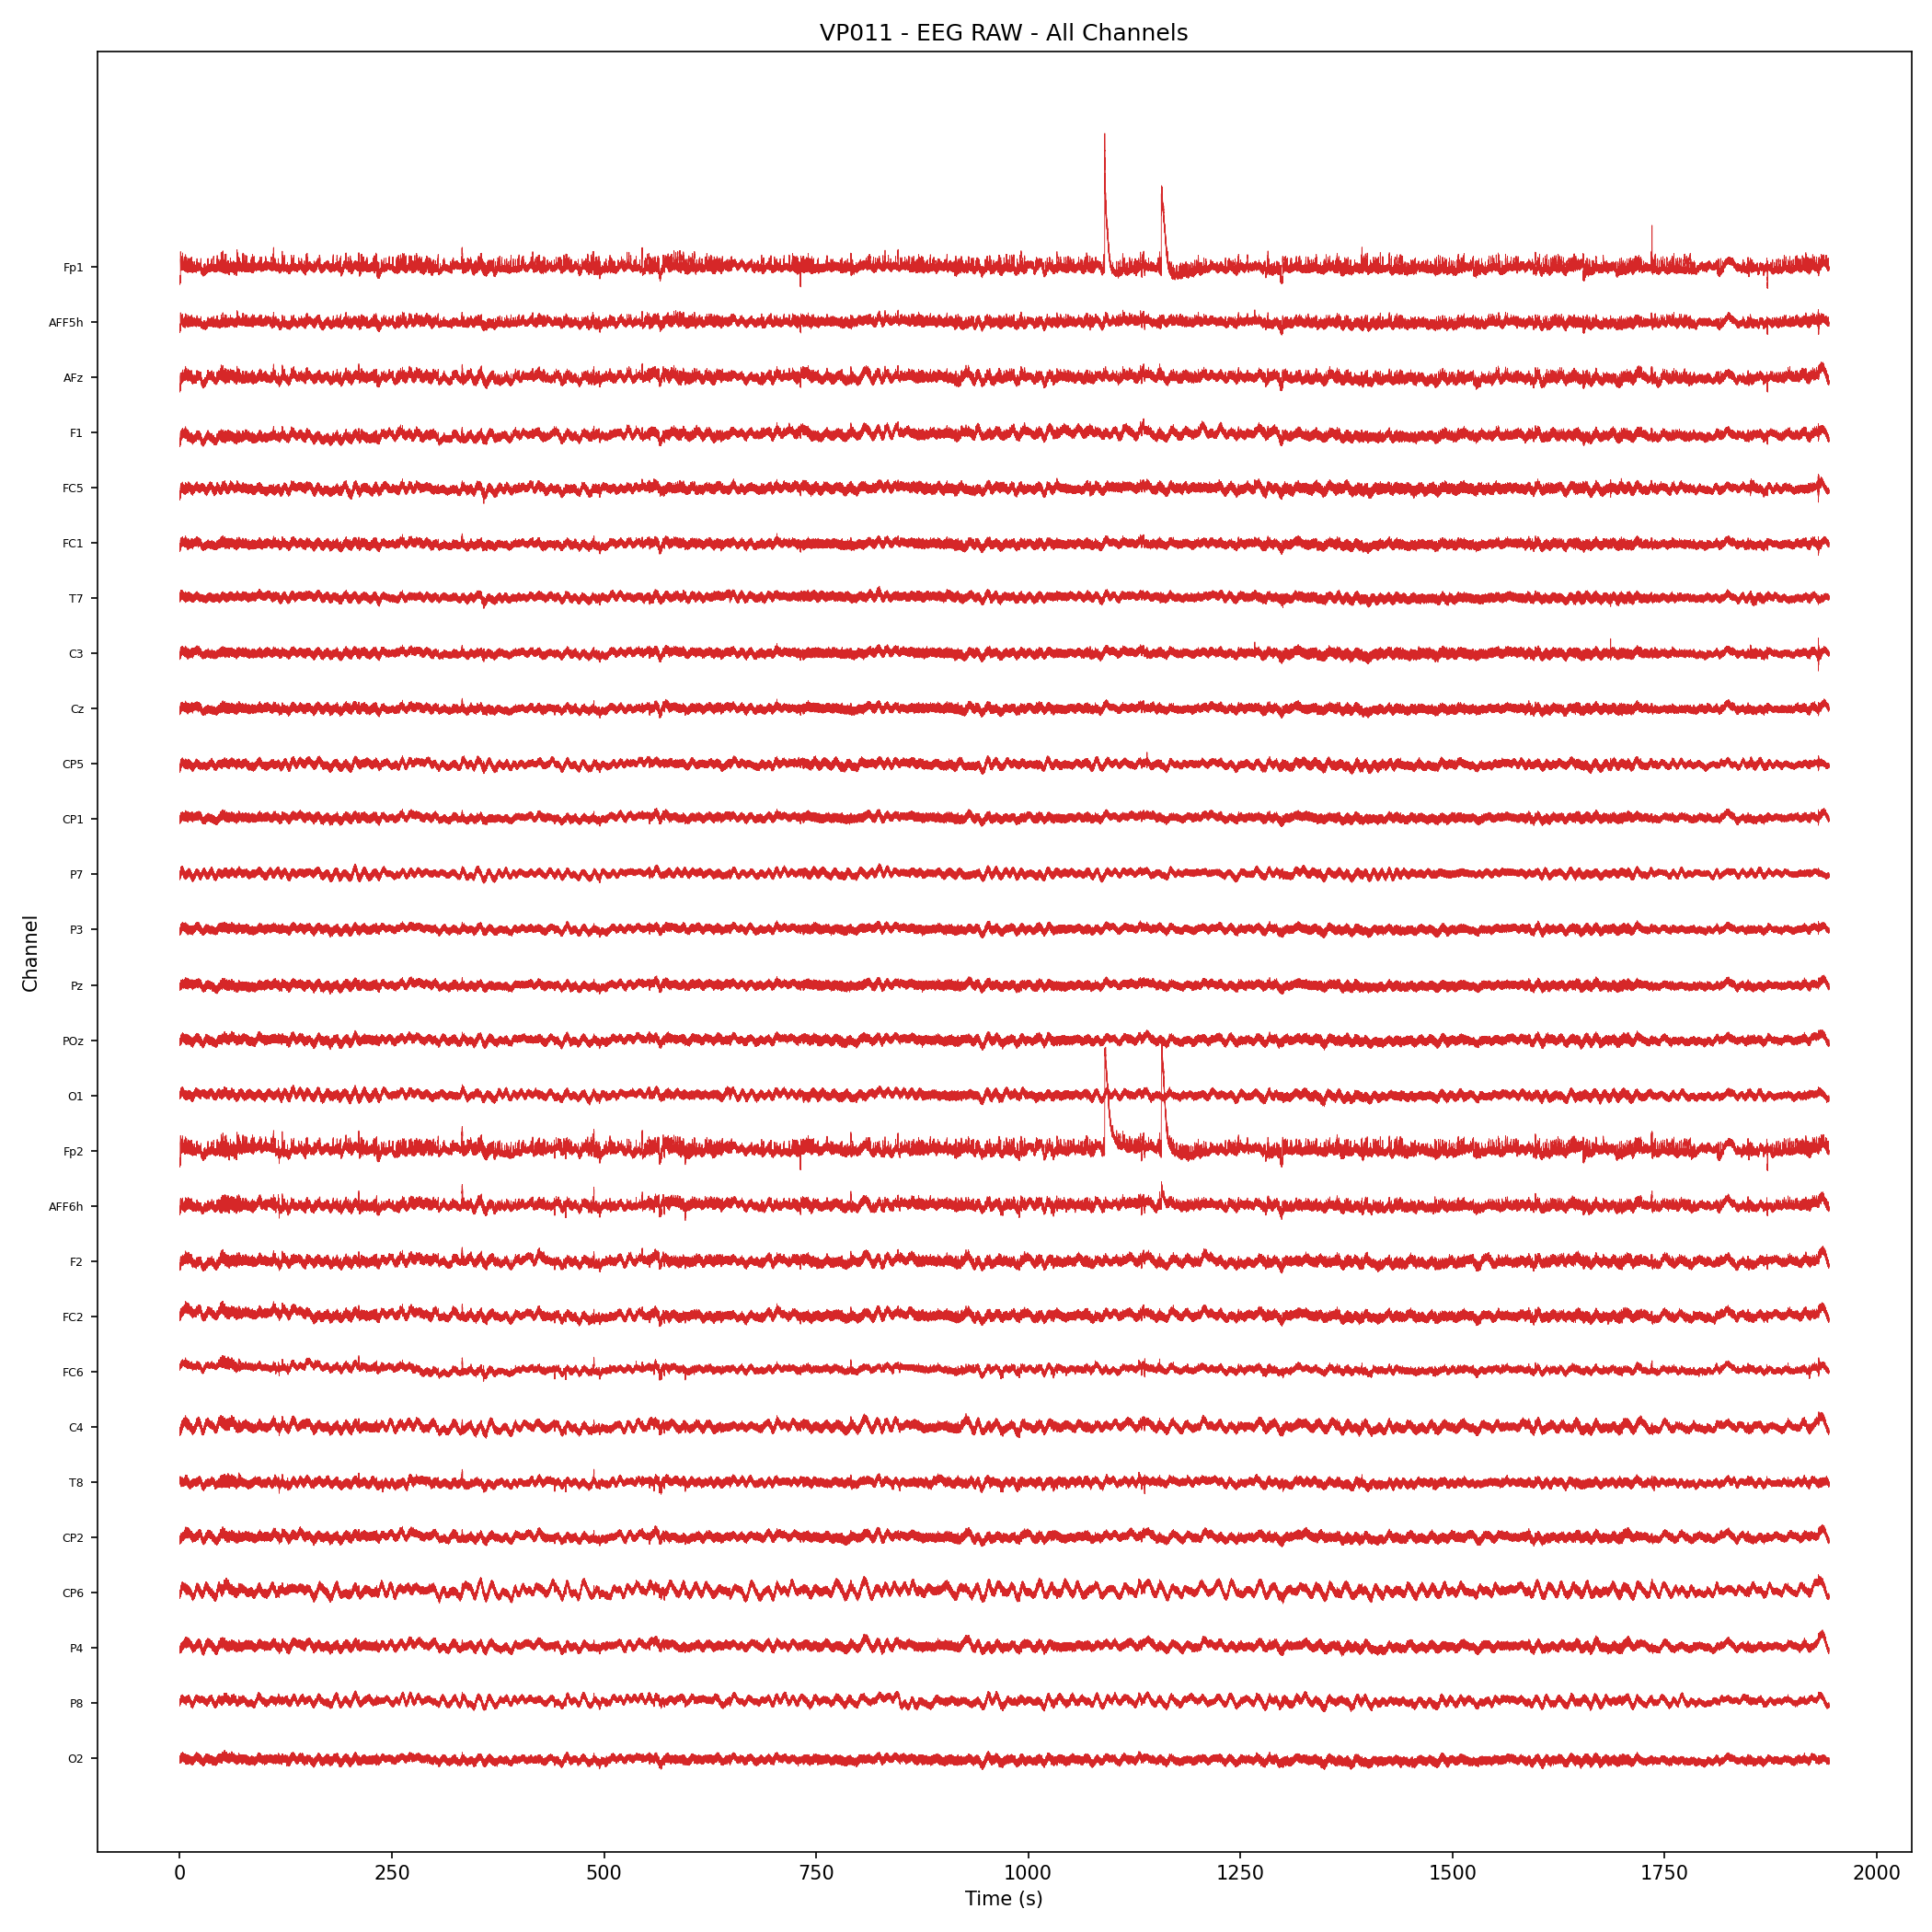 VP011 - EEG RAW - All Channels
Fp1
AFF5h
AFz
F1
FC5
FC1
T7
C3
Cz
CP5
CP1
P7
P3
Pz
POz
O1
Fp2
AFF6h
F2
FC2
FC6
C4
T8
CP2
CP6
P4
P8
O2
Channel
0 250 500 750 1000 1250 1500 1750 2000
Time (s)